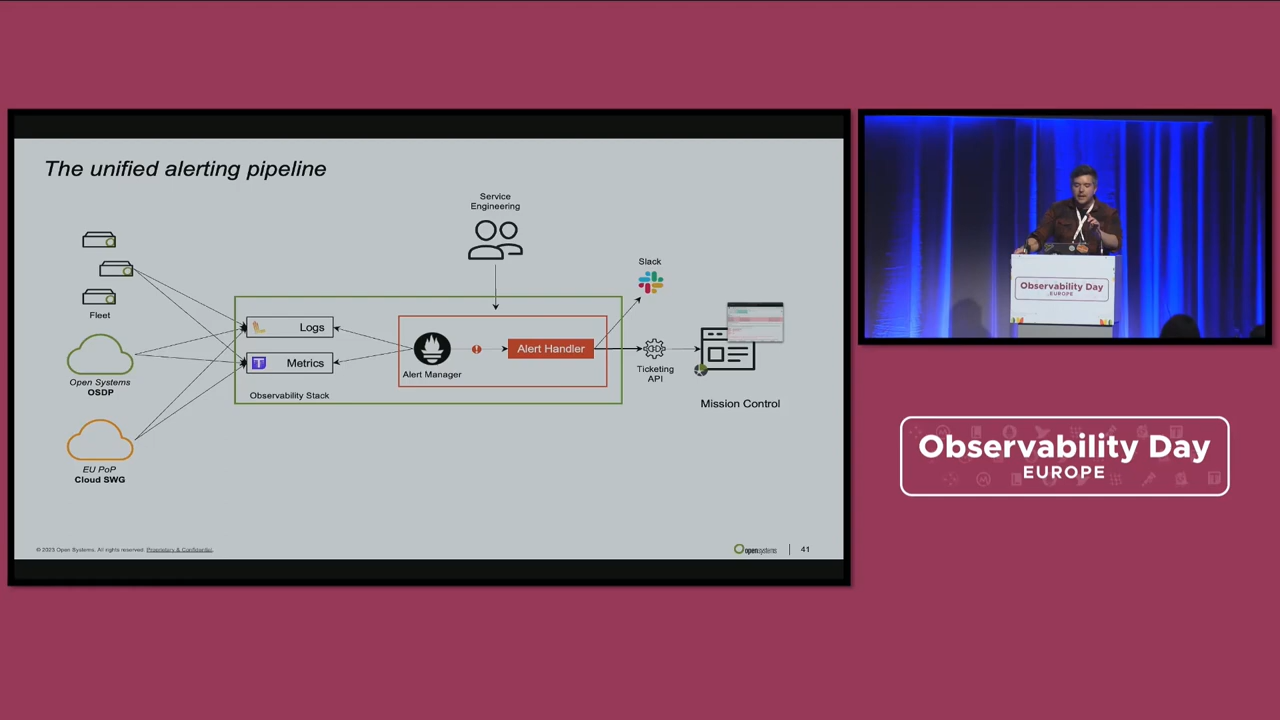 The unified alerting pipeline
Service
Engineering
Slack
Fleet
Logs
Metrics
Observability Stack
Alert Manager
Alert Handler
Ticketing
API
Mission Control
Open Systems
OSDP
EU PoP
Cloud SWG
© 2023 Open Systems. All rights reserved. Proprietary & Confidential.
opensystems
41
Observability Day
EUROPE
Observability Day
EUROPE